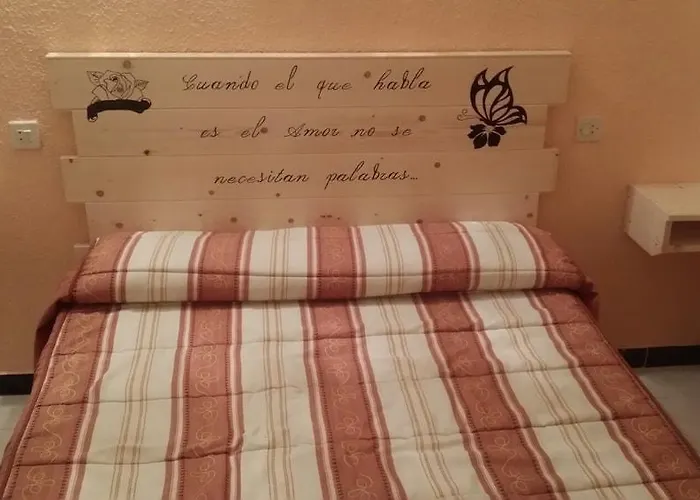 Cuando el que habla
es el Amor no se
necesitan palabras...